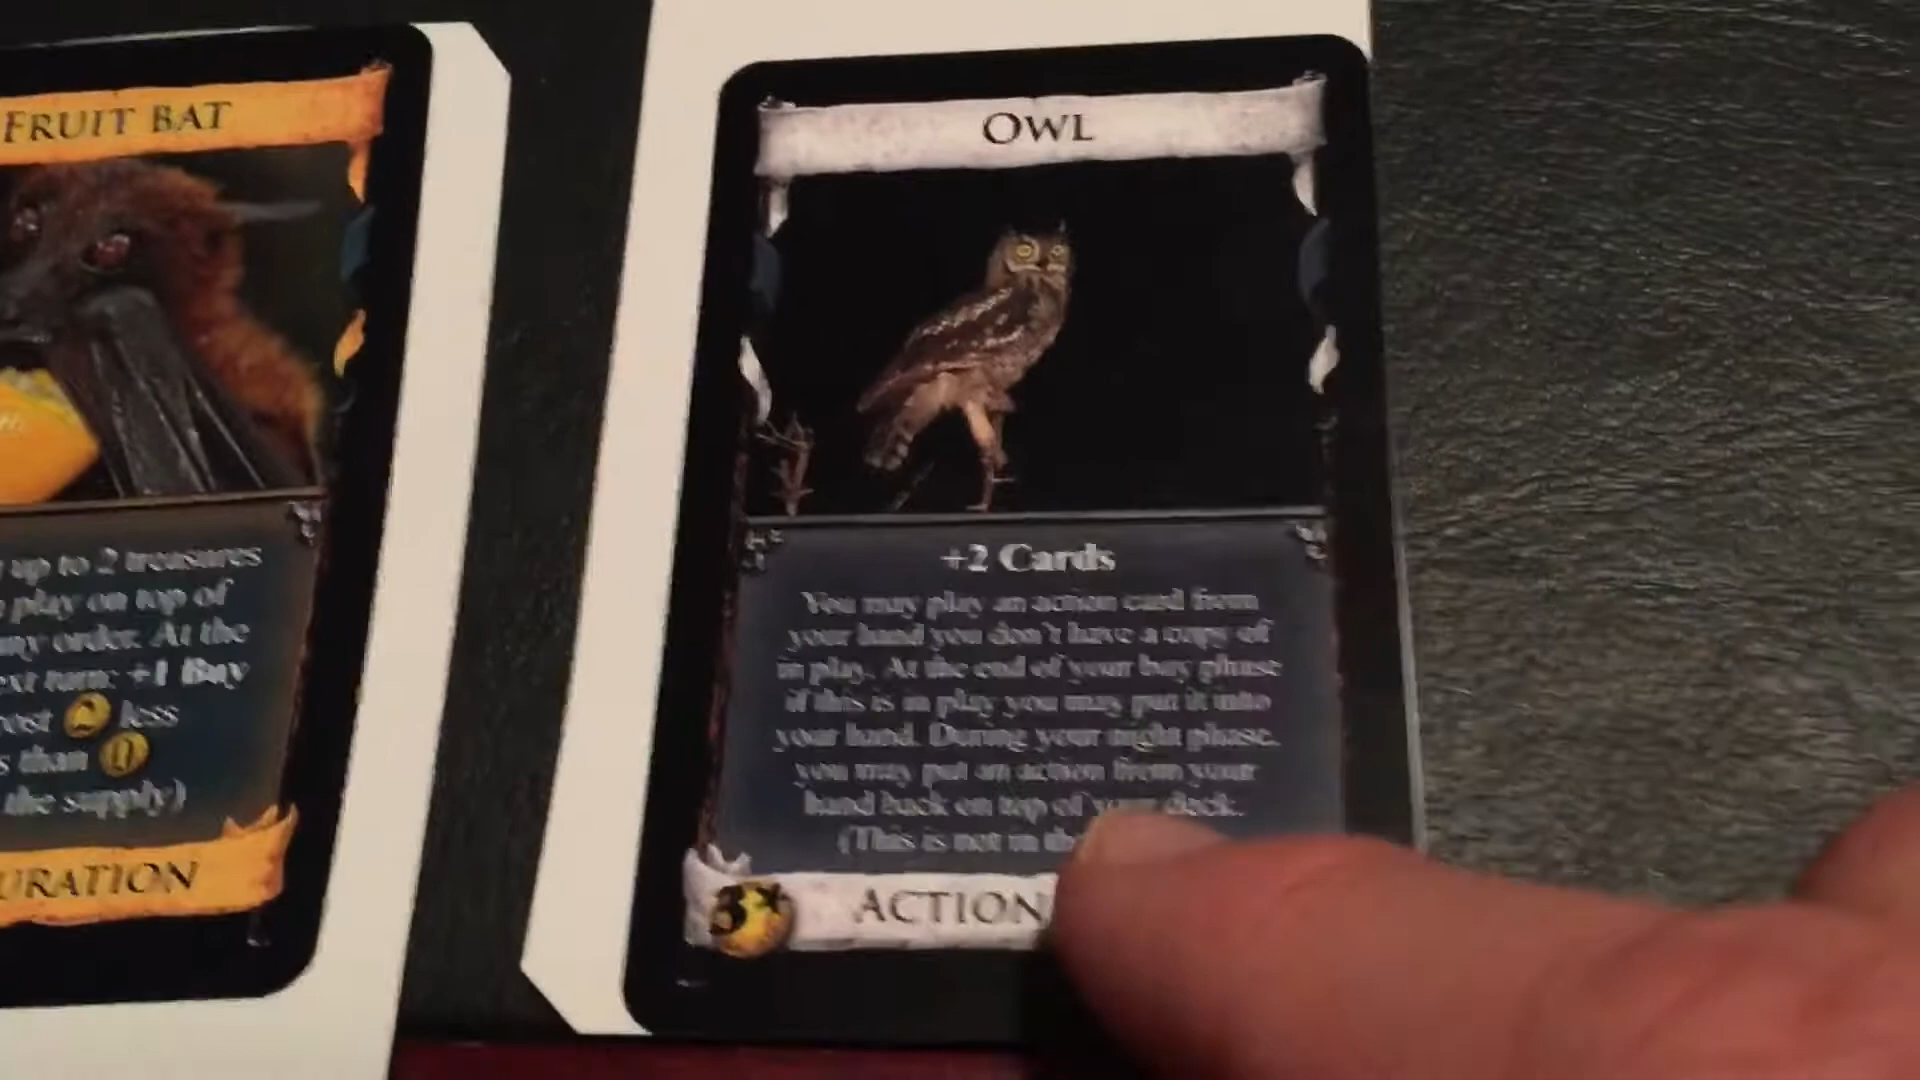 FRUIT BAT
up to 2 treasures
play on top of
any order. At the
ext turn: +1 Buy
cost 2 less
s than 0
the supply)
URATION
OWL
+2 Cards
You may play an action card from
your hand you don't have a copy of
in play. At the end of your buy phase
if this is in play you may put it into
your hand. During your night phase,
you may put an action from your
hand back on top of your deck.
(This is not in the
3*
ACTION